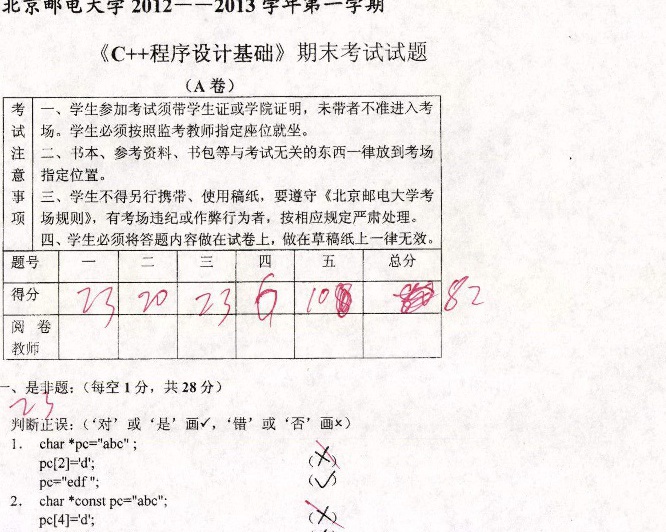 北京邮电大学 2012——2013 学年第一学期
《C++程序设计基础》期末考试试题
(A 卷)
考试注意事项
一、学生参加考试须带学生证或学院证明，未带者不准进入考
场。学生必须按照监考教师指定座位就坐。
二、书本、参考资料、书包等与考试无关的东西一律放到考场
指定位置。
三、学生不得另行携带、使用稿纸，要遵守《北京邮电大学考
场规则》，有考场违纪或作弊行为者，按相应规定严肃处理。
四、学生必须将答题内容做在试卷上，做在草稿纸上一律无效。
题号 一 二 三 四 五 总分
得分 23 20 23 6 10 82
阅卷
教师
一、是非题：（每空 1 分，共 28 分）
23
判断正误：（‘对’或‘是’画✓，‘错’或‘否’画×）
1. char *pc="abc" ;
pc[2]='d'; (×)
pc="edf "; (✓)
2. char *const pc="abc";
pc[4]='d'; (×)